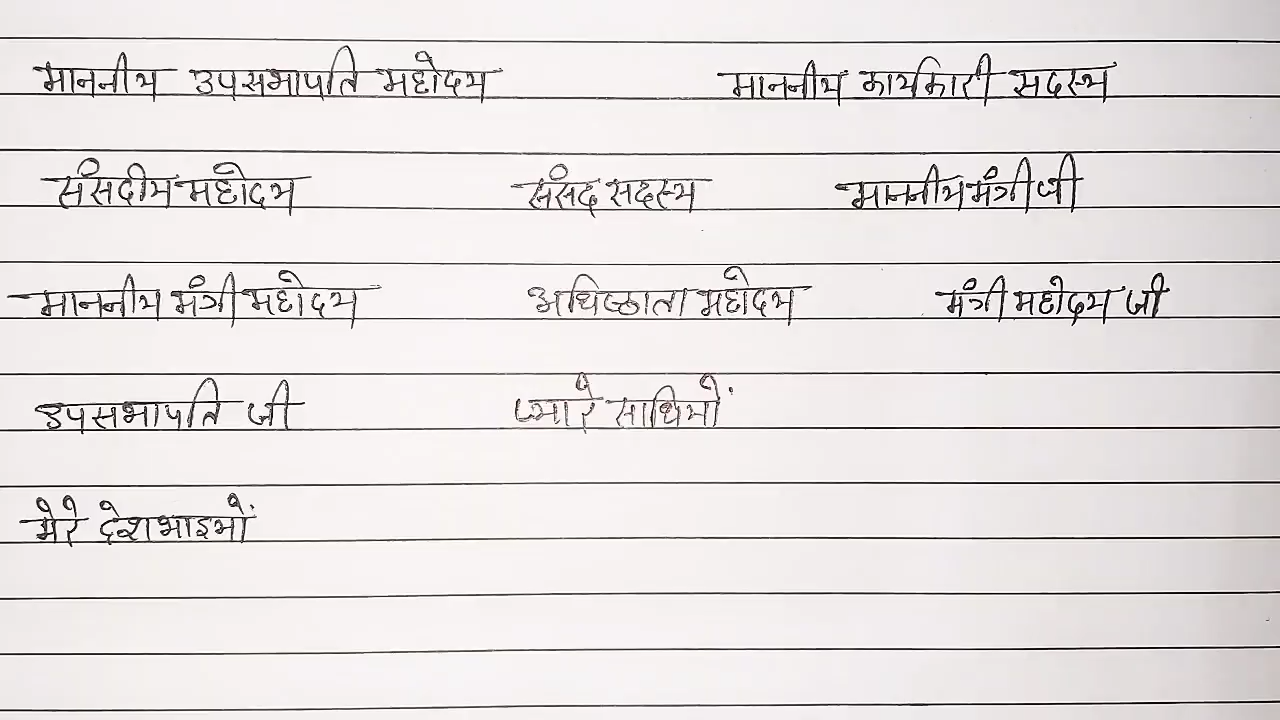 माननीय उपसभापति महोदय माननीय कार्यकारी सदस्य
संसदीय महोदय संसद सदस्य माननीय मंत्री जी
माननीय मंत्री महोदय अधिष्ठाता महोदय मंत्री महोदय जी
उपसभापति जी प्यारे साथियों
मेरे देशभाइयों